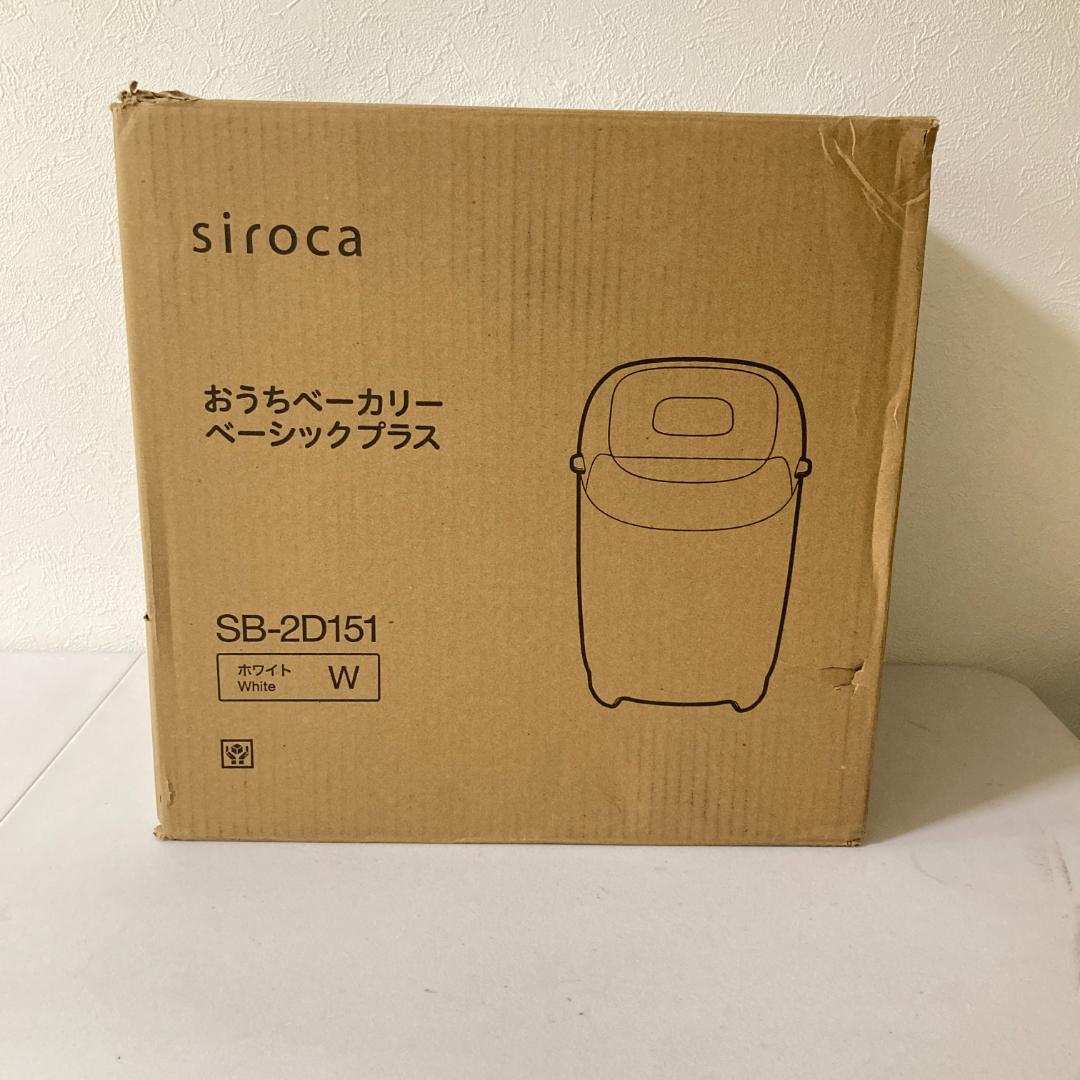 siroca
おうちベーカリー
ベーシックプラス
SB-2D151
ホワイト
White
W